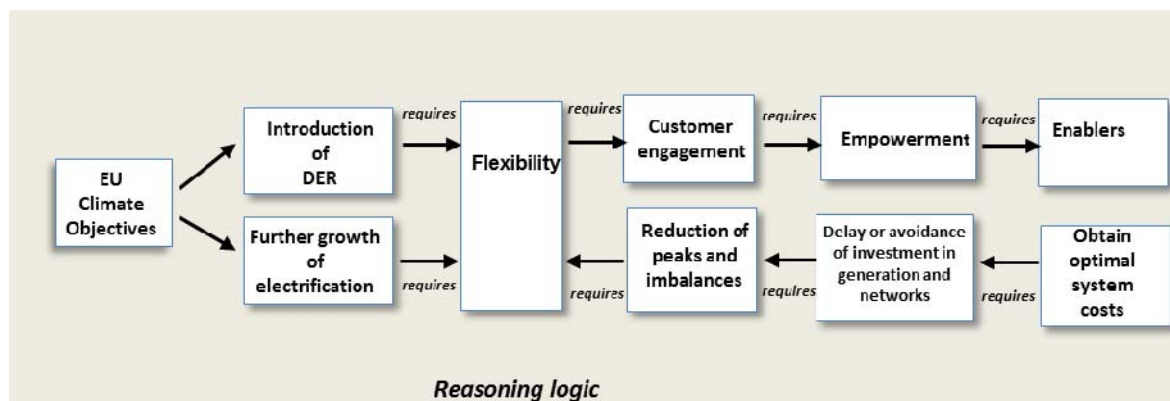 EU
Climate
Objectives
Introduction
of
DER
Further growth
of
electrification
requires
requires
Flexibility
requires
requires
Customer
engagement
Reduction of
peaks and
imbalances
requires
requires
Empowerment
Delay or avoidance
of investment in
generation and
networks
requires
requires
Enablers
Obtain
optimal
system
costs
Reasoning logic